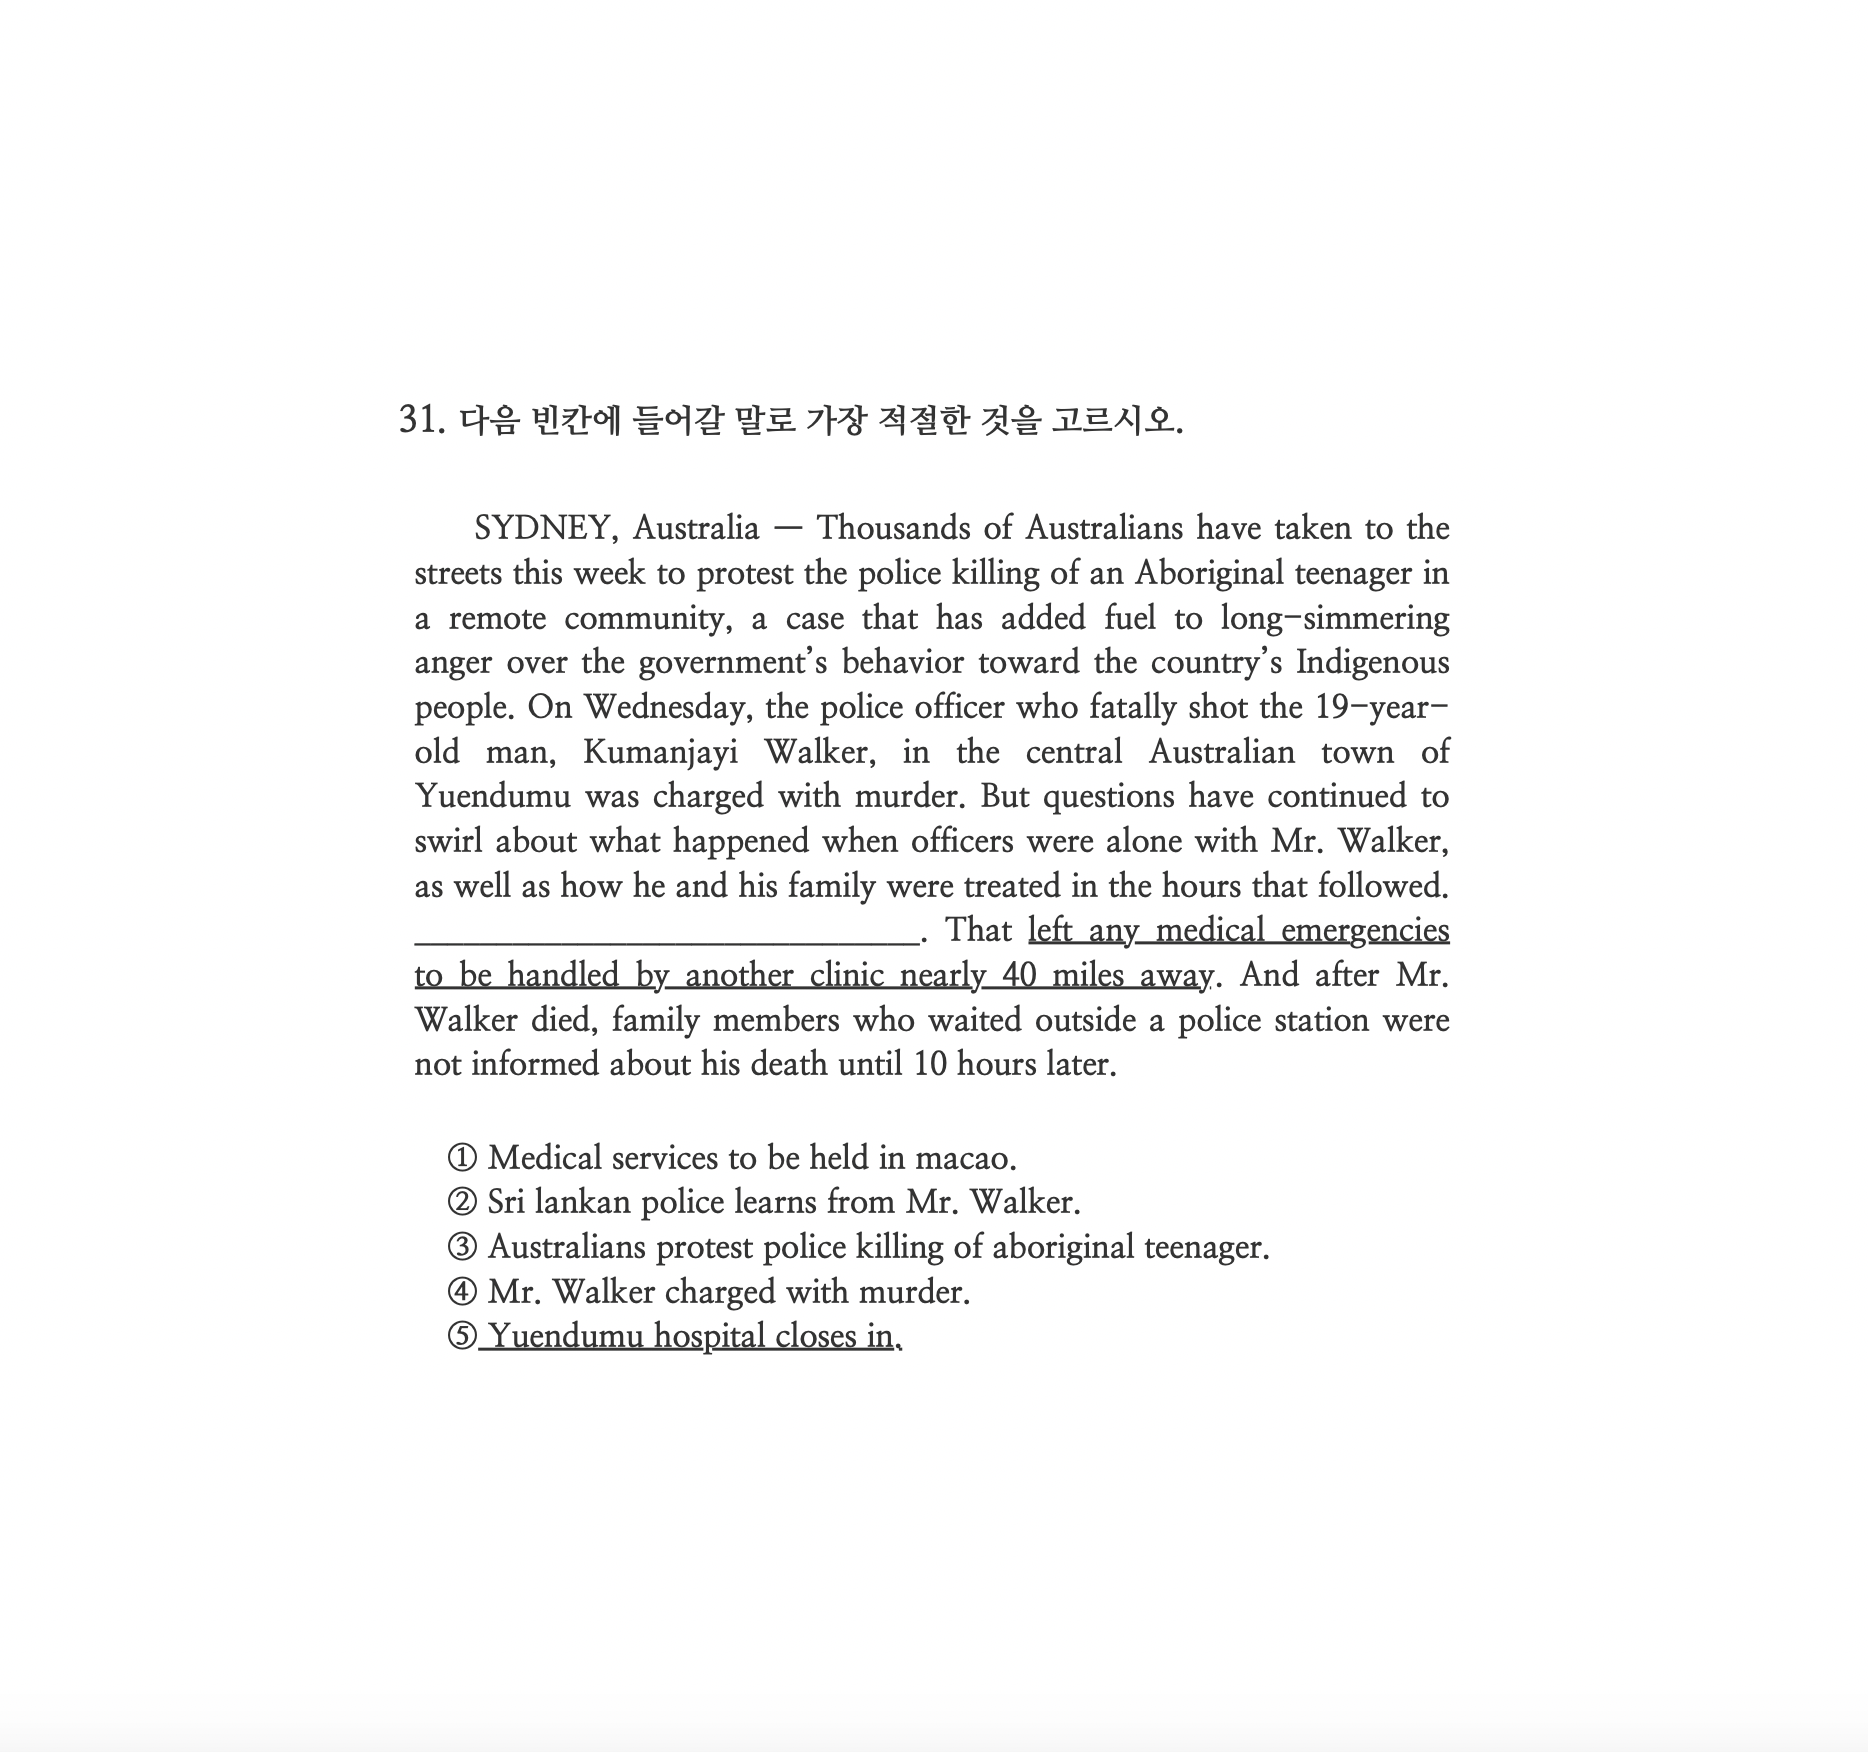 31. 다음 빈칸에 들어갈 말로 가장 적절한 것을 고르시오.
SYDNEY, Australia — Thousands of Australians have taken to the
streets this week to protest the police killing of an Aboriginal teenager in
a remote community, a case that has added fuel to long-simmering
anger over the government's behavior toward the country's Indigenous
people. On Wednesday, the police officer who fatally shot the 19-year-
old man, Kumanjayi Walker, in the central Australian town of
Yuendumu was charged with murder. But questions have continued to
swirl about what happened when officers were alone with Mr. Walker,
as well as how he and his family were treated in the hours that followed.
______________________________. That left any medical emergencies
to be handled by another clinic nearly 40 miles away. And after Mr.
Walker died, family members who waited outside a police station were
not informed about his death until 10 hours later.
① Medical services to be held in macao.
② Sri lankan police learns from Mr. Walker.
③ Australians protest police killing of aboriginal teenager.
④ Mr. Walker charged with murder.
⑤ Yuendumu hospital closes in.